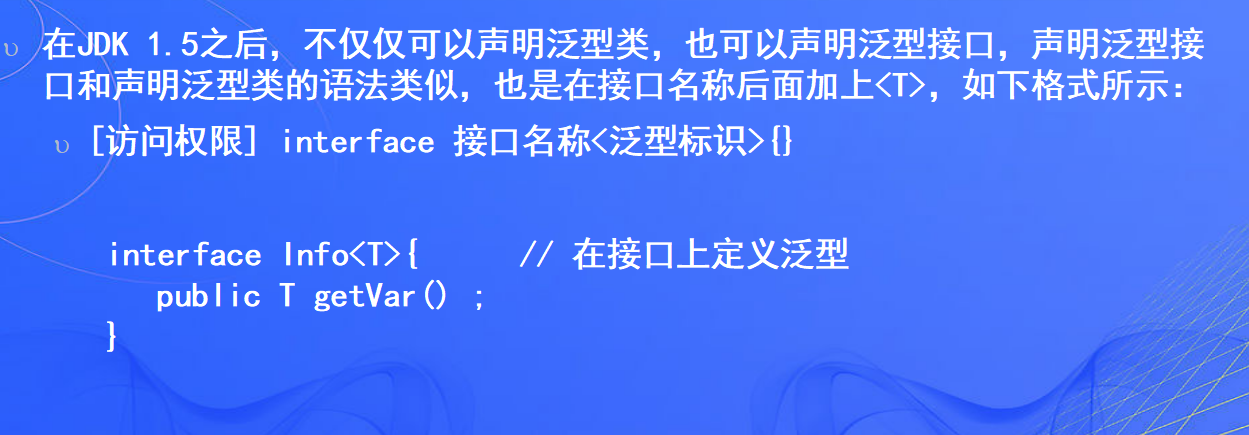 在JDK 1.5之后，不仅仅可以声明泛型类，也可以声明泛型接口，声明泛型接
口和声明泛型类的语法类似，也是在接口名称后面加上<T>，如下格式所示：
[访问权限] interface 接口名称<泛型标识>{}
interface Info<T>{ // 在接口上定义泛型
public T getVar() ;
}